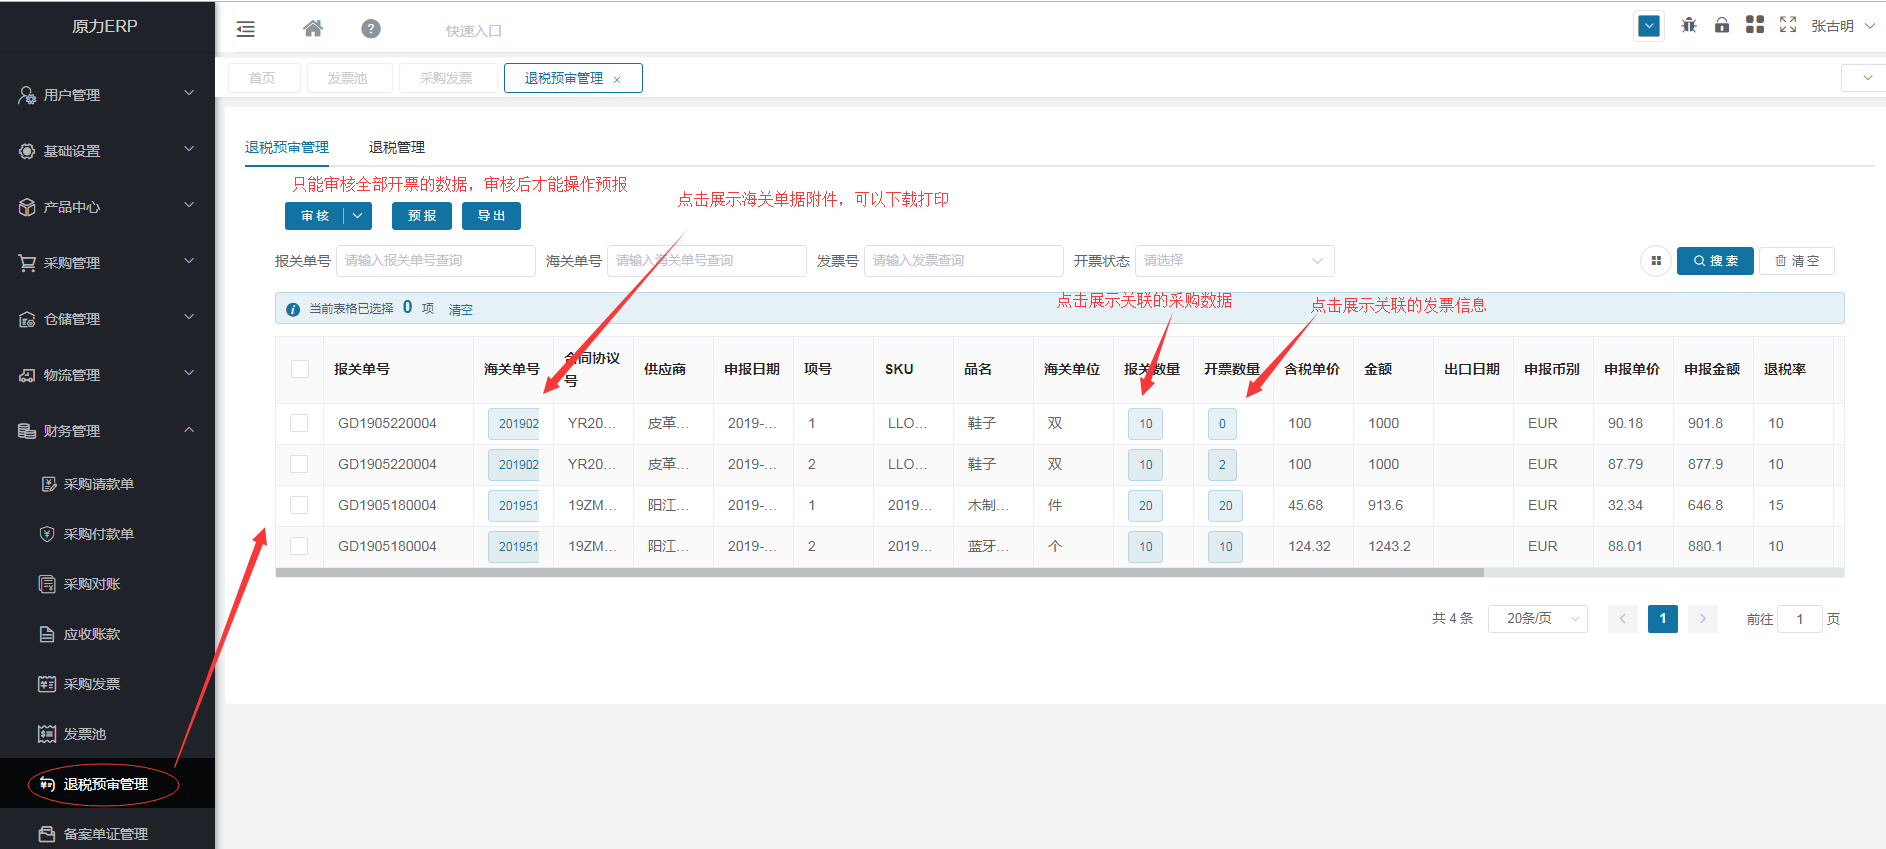 原力ERP
快速入口
张古明
首页
发票池
采购发票
退税预审管理 ×
用户管理
基础设置
产品中心
采购管理
仓储管理
物流管理
财务管理
采购请款单
采购付款单
采购对账
应收账款
采购发票
发票池
退税预审管理
备案单证管理
退税预审管理 退税管理
只能审核全部开票的数据，审核后才能操作预报
点击展示海关单据附件，可以下载打印
审核 预报 导出
报关单号 请输入报关单号查询 海关单号 请输入海关单号查询 发票号 请输入发票查询 开票状态 请选择 搜索 清空
点击展示关联的采购数据 点击展示关联的发票信息
当前表格已选择 0 项 清空
报关单号 海关单号 合同协议号 供应商 申报日期 项号 SKU 品名 海关单位 报关数量 开票数量 含税单价 金额 出口日期 申报币别 申报单价 申报金额 退税率
GD1905220004 201902 YR20... 皮革... 2019-... 1 LLO... 鞋子 双 10 0 100 1000 EUR 90.18 901.8 10
GD1905220004 201902 YR20... 皮革... 2019-... 2 LLO... 鞋子 双 10 2 100 1000 EUR 87.79 877.9 10
GD1905180004 201951 19ZM... 阳江... 2019-... 1 2019... 木制... 件 20 20 45.68 913.6 EUR 32.34 646.8 15
GD1905180004 201951 19ZM... 阳江... 2019-... 2 2019... 蓝牙... 个 10 10 124.32 1243.2 EUR 88.01 880.1 10
共 4 条 20条/页 1 前往 1 页